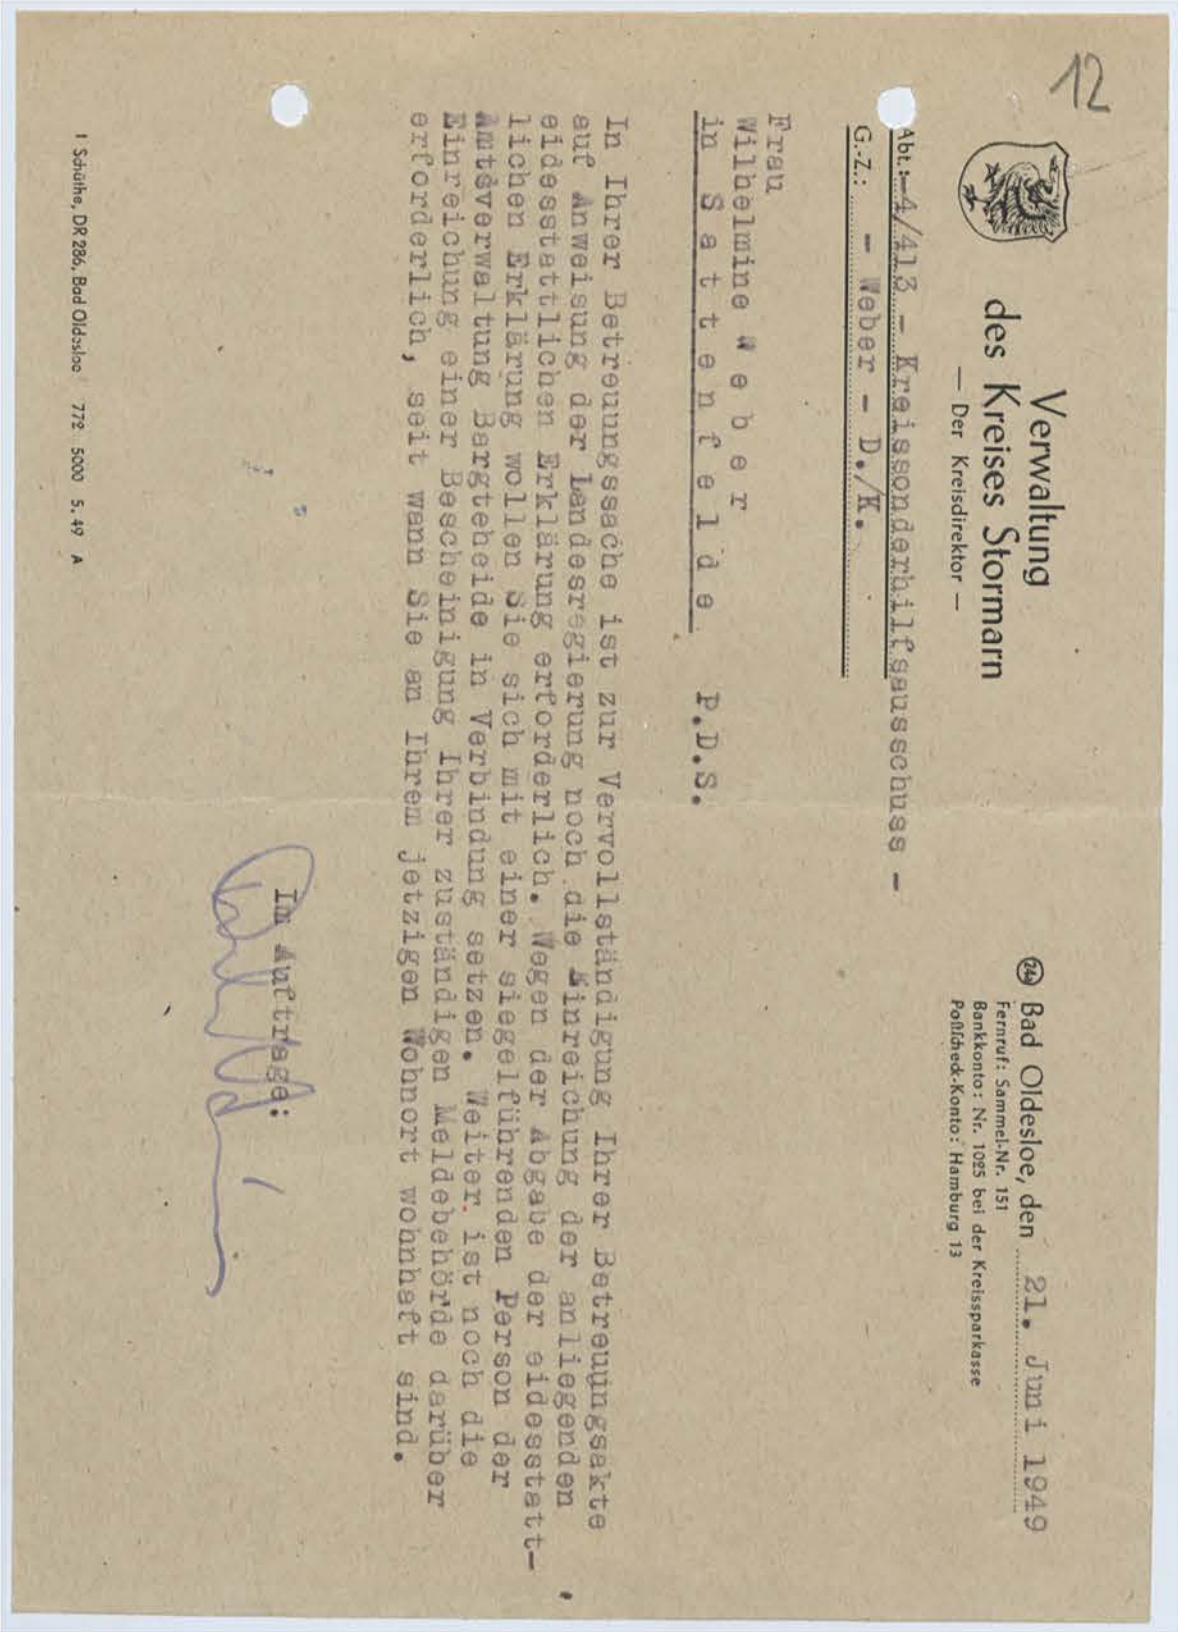 12
Verwaltung
des Kreises Stormarn
— Der Kreisdirektor —
24a Bad Oldesloe, den 21. Juni 1949
Fernruf: Sammel-Nr. 151
Bankkonto: Nr. 1025 bei der Kreissparkasse
Postscheck-Konto: Hamburg 13
Abt.: 4/413 - Kreissonderhilfsausschuss -
G.-Z.: - Weber - D./K.
Frau
Wilhelmine W e b e r
in S a t t e n f e l d e P.D.S.
In Ihrer Betreuungssache ist zur Vervollständigung Ihrer Betreuungsakte
auf Anweisung der Landesregierung noch die Einreichung der anliegenden
eidesstattlichen Erklärung erforderlich. Wegen der Abgabe der eidesstatt-
lichen Erklärung wollen Sie sich mit einer siegelführenden Person der
Amtsverwaltung Bargteheide in Verbindung setzen. Weiter ist noch die
Einreichung einer Bescheinigung Ihrer zuständigen Meldebehörde darüber
erforderlich, seit wann Sie an Ihrem jetzigen Wohnort wohnhaft sind.
Im Auftrage:
I Schüthe, DR 286, Bad Oldesloe 772 5000 5. 49 A